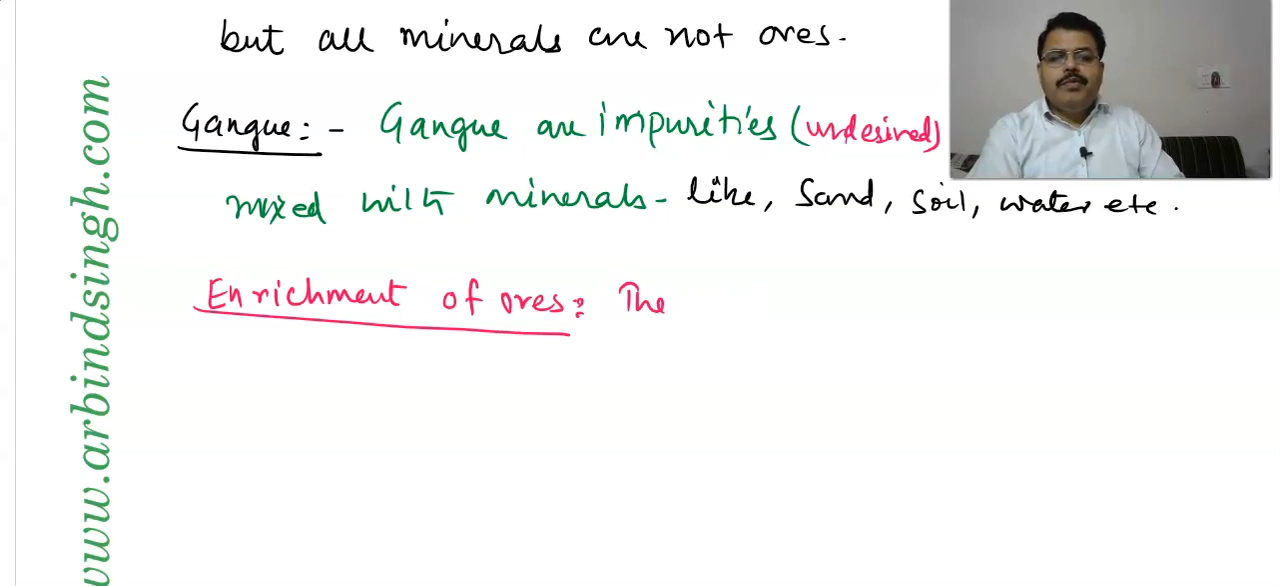 but all minerals are not ores.
Gangue: - Gangue are impurities (undesired)
mixed with minerals - like, Sand, Soil, water etc.
Enrichment of ores: The
www.arbindsingh.com